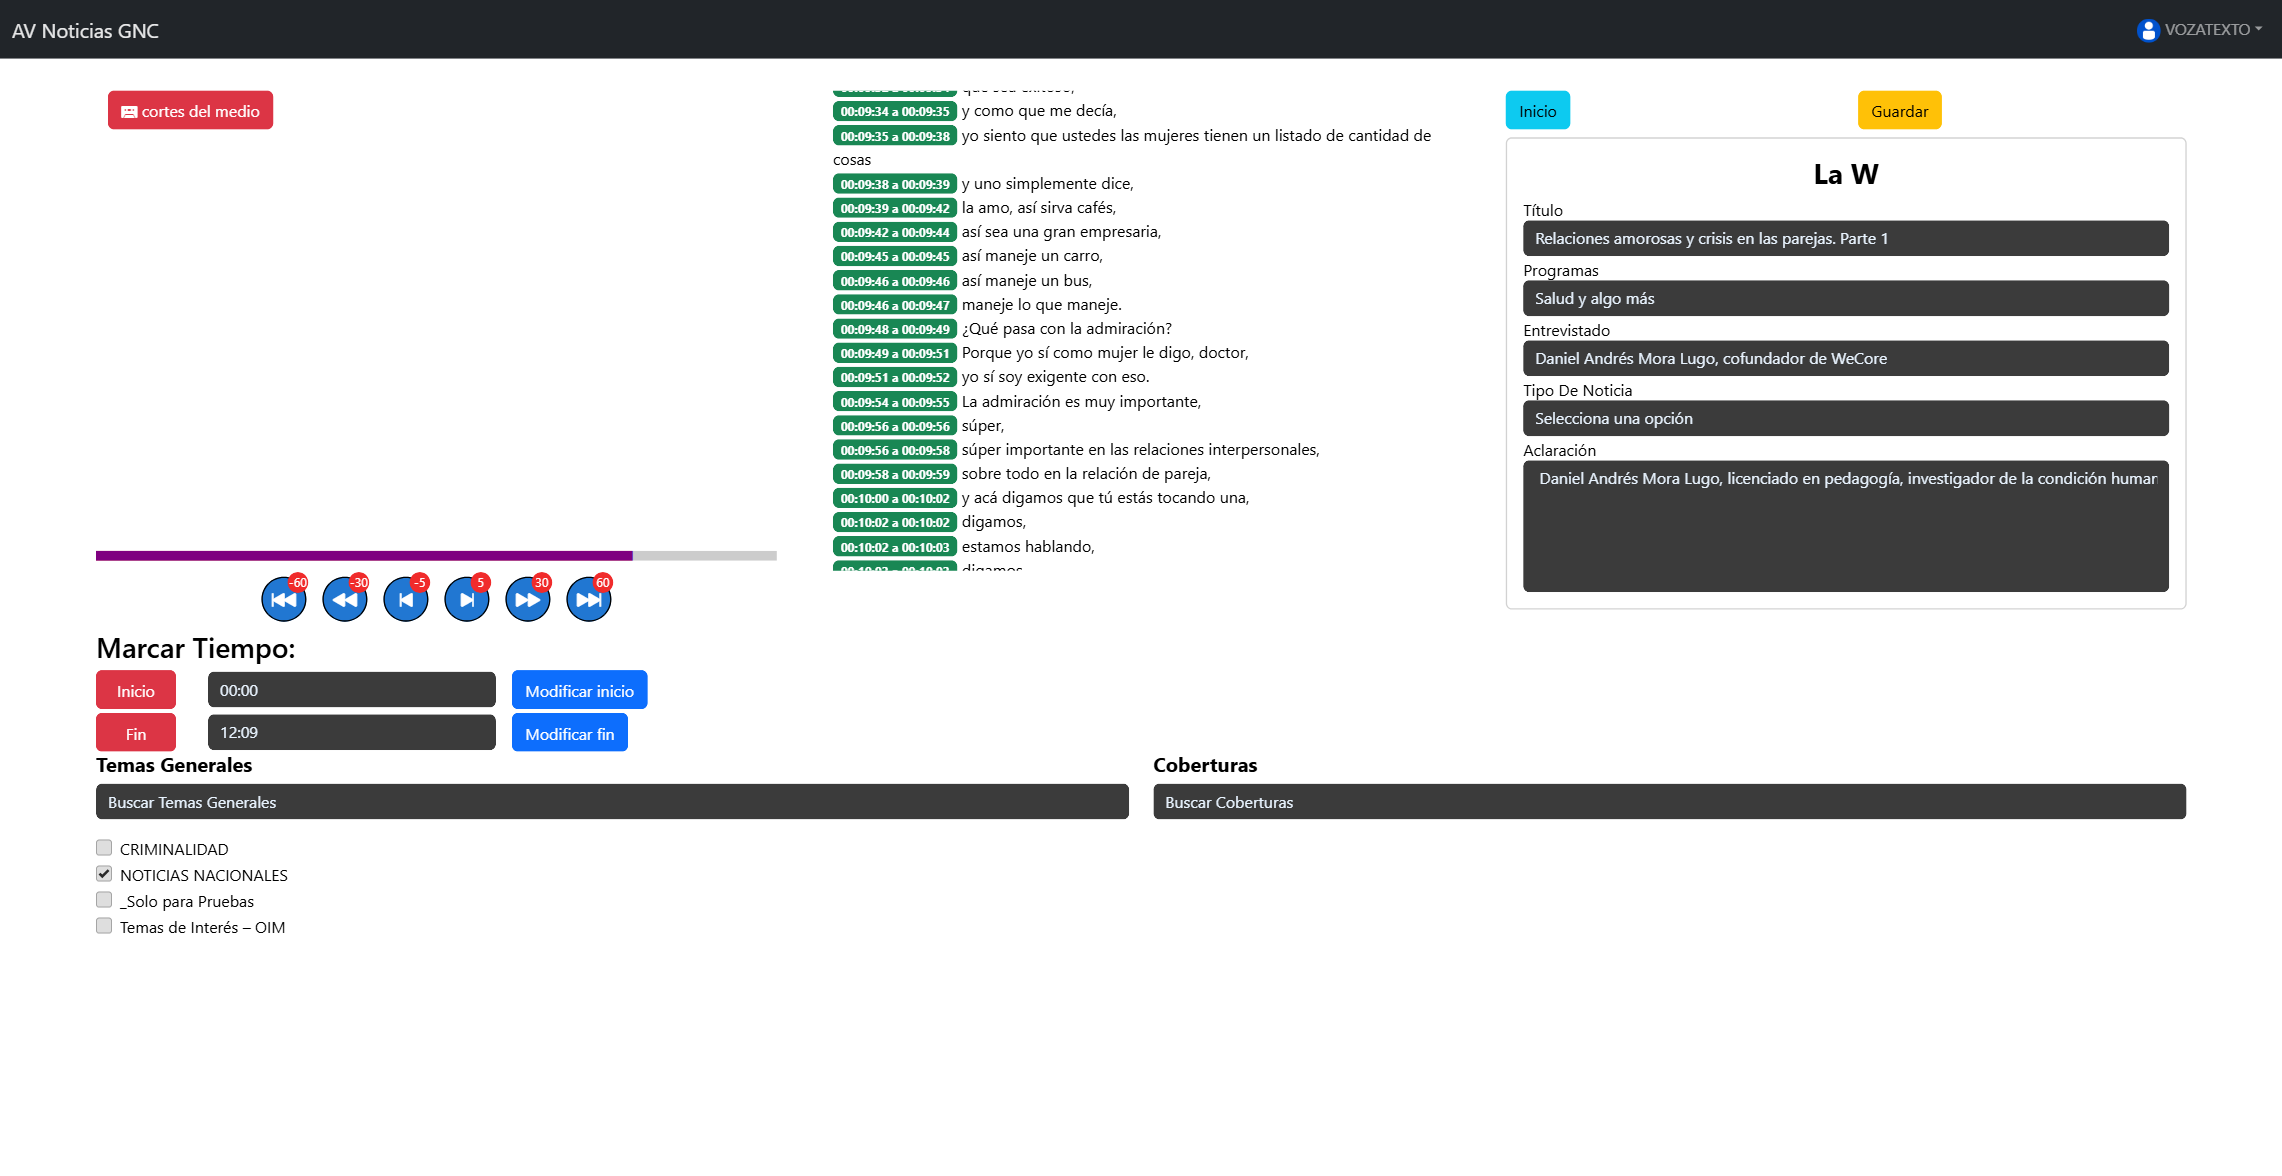 AV Noticias GNC
VOZATEXTO
cortes del medio
00:09:34 a 00:09:35 y como que me decía,
00:09:35 a 00:09:38 yo siento que ustedes las mujeres tienen un listado de cantidad de
cosas
00:09:38 a 00:09:39 y uno simplemente dice,
00:09:39 a 00:09:42 la amo, así sirva cafés,
00:09:42 a 00:09:44 así sea una gran empresaria,
00:09:45 a 00:09:45 así maneje un carro,
00:09:46 a 00:09:46 así maneje un bus,
00:09:46 a 00:09:47 maneje lo que maneje.
00:09:48 a 00:09:49 ¿Qué pasa con la admiración?
00:09:49 a 00:09:51 Porque yo sí como mujer le digo, doctor,
00:09:51 a 00:09:52 yo sí soy exigente con eso.
00:09:54 a 00:09:55 La admiración es muy importante,
00:09:56 a 00:09:56 súper,
00:09:56 a 00:09:58 súper importante en las relaciones interpersonales,
00:09:58 a 00:09:59 sobre todo en la relación de pareja,
00:10:00 a 00:10:02 y acá digamos que tú estás tocando una,
00:10:02 a 00:10:02 digamos,
00:10:02 a 00:10:03 estamos hablando,
Inicio
Guardar
La W
Título
Relaciones amorosas y crisis en las parejas. Parte 1
Programas
Salud y algo más
Entrevistado
Daniel Andrés Mora Lugo, cofundador de WeCore
Tipo De Noticia
Selecciona una opción
Aclaración
Daniel Andrés Mora Lugo, licenciado en pedagogía, investigador de la condición
-60
-30
-5
5
30
60
Marcar Tiempo:
Inicio 00:00 Modificar inicio
Fin 12:09 Modificar fin
Temas Generales
Buscar Temas Generales
CRIMINALIDAD
NOTICIAS NACIONALES
_Solo para Pruebas
Temas de Interés – OIM
Coberturas
Buscar Coberturas